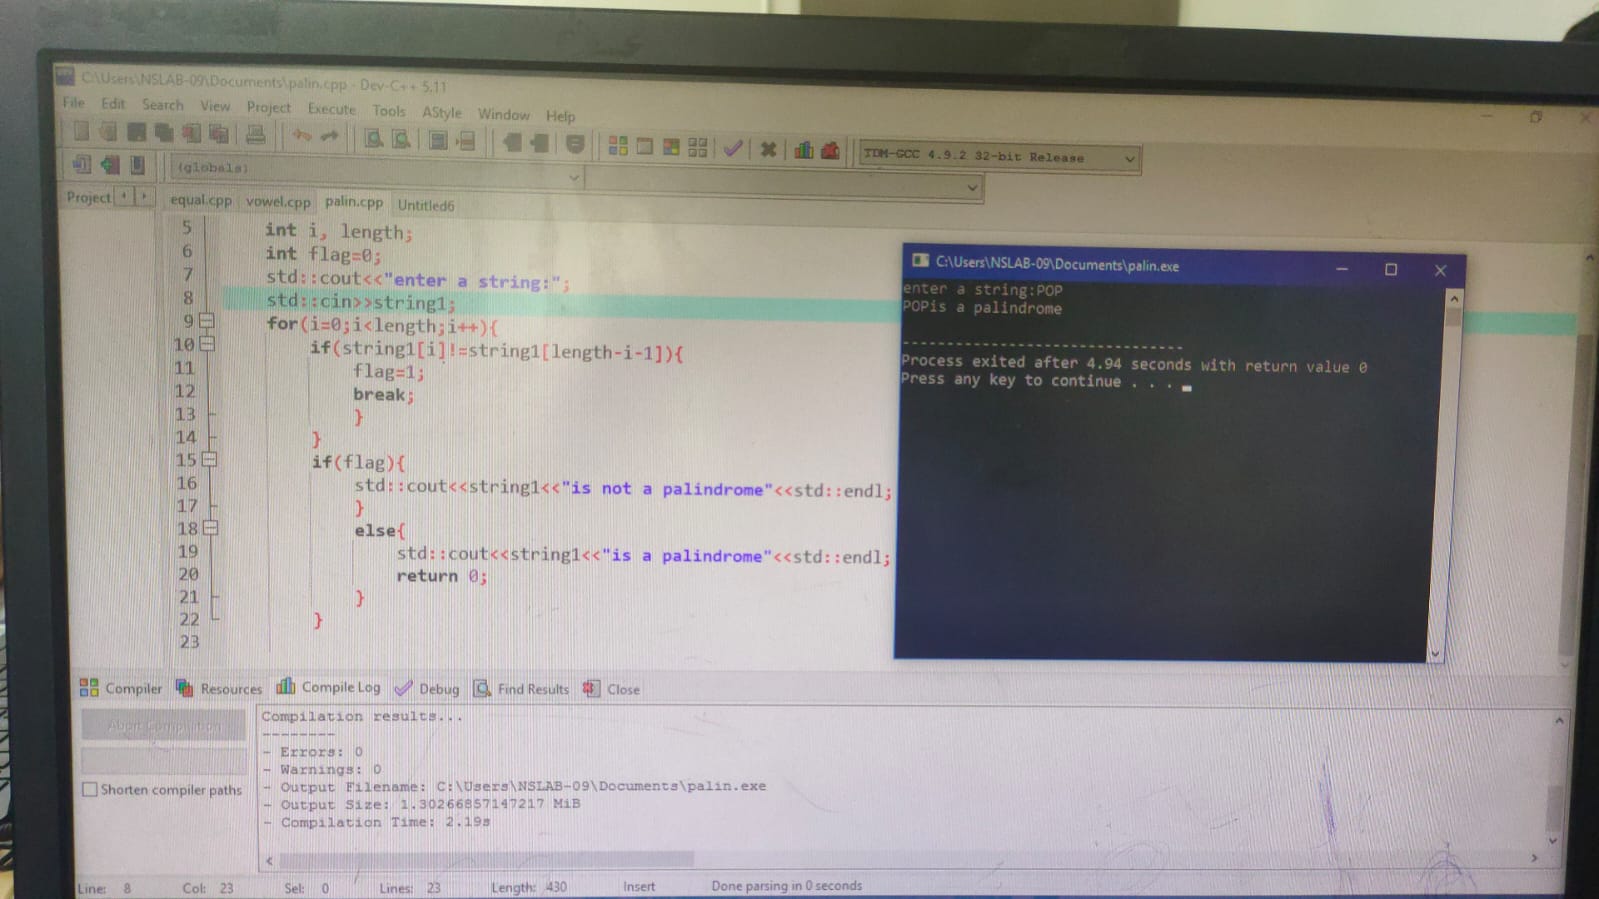 C:\Users\NSLAB-09\Documents\palin.cpp - Dev-C++ 5.11
File Edit Search View Project Execute Tools AStyle Window Help
TDM-GCC 4.9.2 32-bit Release
(globals)
Project equal.cpp vowel.cpp palin.cpp Untitled6
5 int i, length;
6 int flag=0;
7 std::cout<<"enter a string:";
8 std::cin>>string1;
9 for(i=0;i<length;i++){
10 if(string1[i]!=string1[length-i-1]){
11 flag=1;
12 break;
13 }
14 }
15 if(flag){
16 std::cout<<string1<<"is not a palindrome"<<std::endl;
17 }
18 else{
19 std::cout<<string1<<"is a palindrome"<<std::endl;
20 return 0;
21 }
22 }
23
C:\Users\NSLAB-09\Documents\palin.exe
enter a string:POP
POPis a palindrome
--------------------------------
Process exited after 4.94 seconds with return value 0
Press any key to continue . . .
Compiler Resources Compile Log Debug Find Results Close
Abort Compilation
Shorten compiler paths
Compilation results...
--------
- Errors: 0
- Warnings: 0
- Output Filename: C:\Users\NSLAB-09\Documents\palin.exe
- Output Size: 1.30266857147217 MiB
- Compilation Time: 2.19s
Line: 8 Col: 23 Sel: 0 Lines: 23 Length: 430 Insert Done parsing in 0 seconds